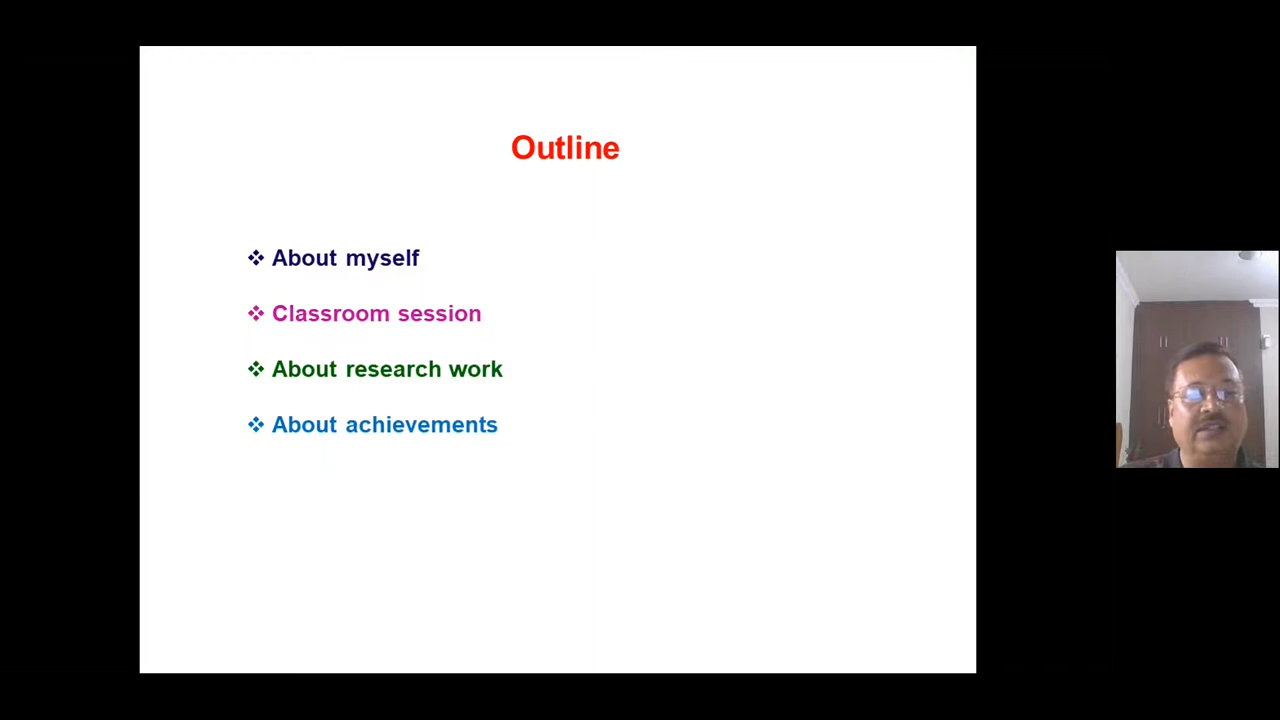 Outline
❖ About myself
❖ Classroom session
❖ About research work
❖ About achievements